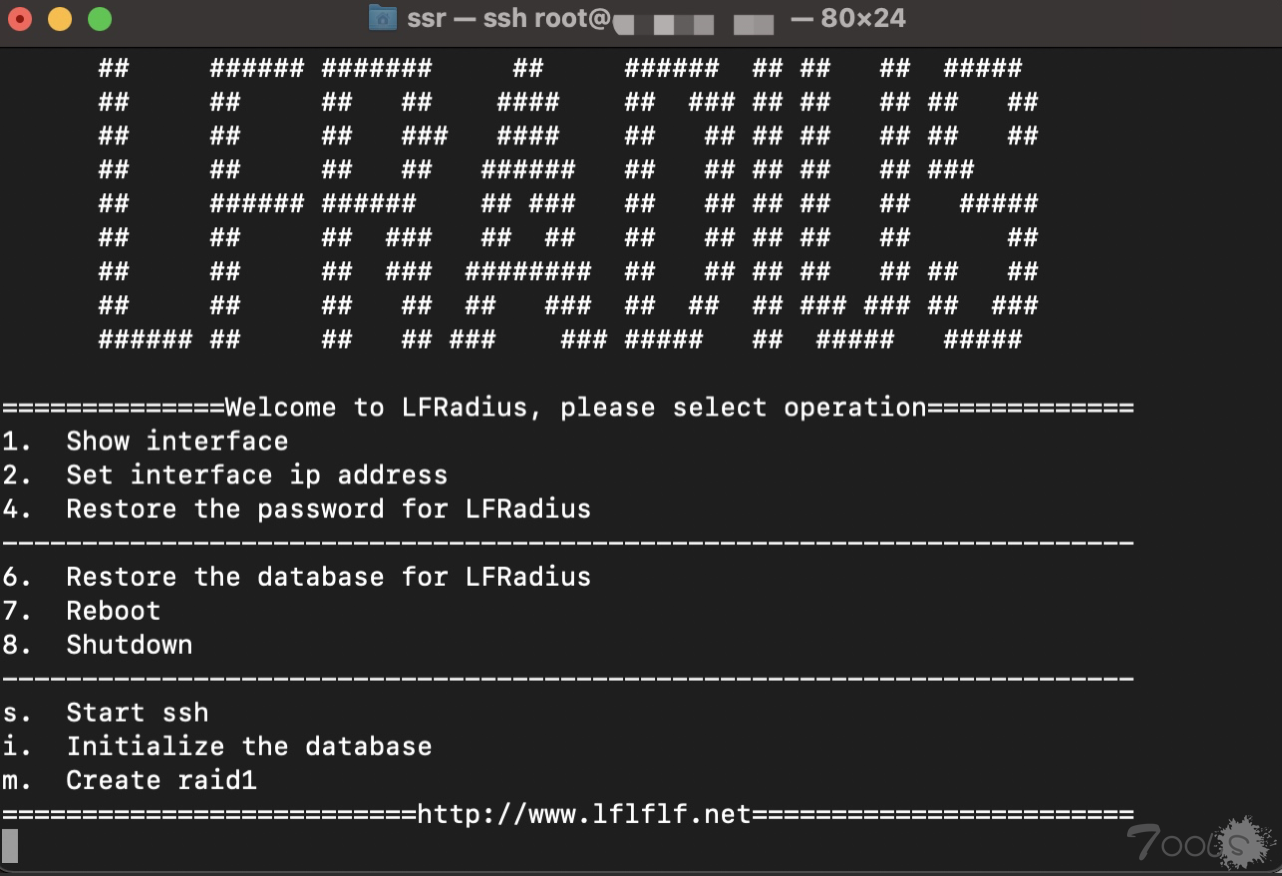 ssr — ssh root@ — 80×24
LFRADIUS
==============Welcome to LFRadius, please select operation=============
1. Show interface
2. Set interface ip address
4. Restore the password for LFRadius
-----------------------------------------------------------------------
6. Restore the database for LFRadius
7. Reboot
8. Shutdown
-----------------------------------------------------------------------
s. Start ssh
i. Initialize the database
m. Create raid1
==========================http://www.lflflf.net========================
7ools